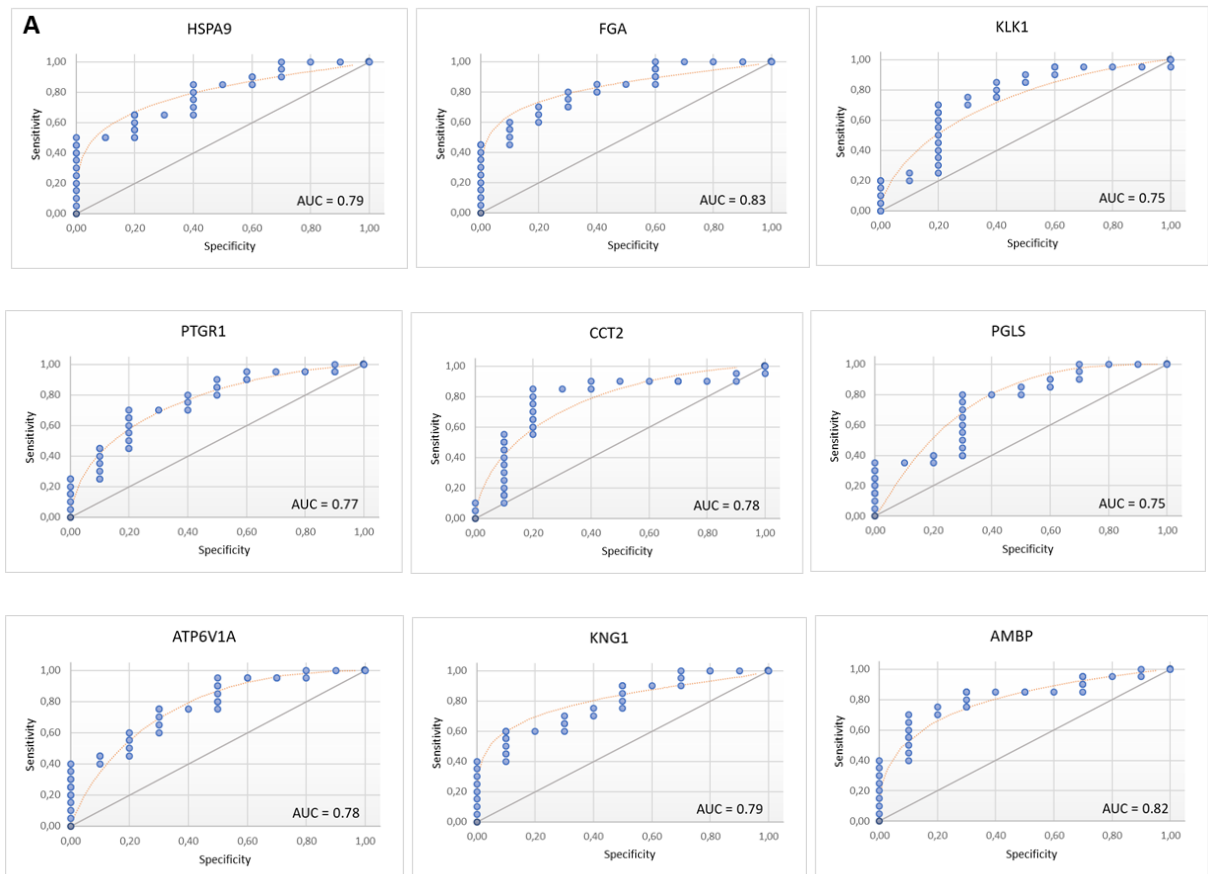 A
HSPA9
1,00
0,80
0,60
0,40
0,20
0,00
Sensitivity
0,00 0,20 0,40 0,60 0,80 1,00
Specificity
AUC = 0.79
FGA
1,00
0,80
0,60
0,40
0,20
0,00
Sensitivity
0,00 0,20 0,40 0,60 0,80 1,00
Specificity
AUC = 0.83
KLK1
1,00
0,80
0,60
0,40
0,20
0,00
Sensitivity
0,00 0,20 0,40 0,60 0,80 1,00
Specificity
AUC = 0.75
PTGR1
1,00
0,80
0,60
0,40
0,20
0,00
Sensitivity
0,00 0,20 0,40 0,60 0,80 1,00
Specificity
AUC = 0.77
CCT2
1,00
0,80
0,60
0,40
0,20
0,00
Sensitivity
0,00 0,20 0,40 0,60 0,80 1,00
Specificity
AUC = 0.78
PGLS
1,00
0,80
0,60
0,40
0,20
0,00
Sensitivity
0,00 0,20 0,40 0,60 0,80 1,00
Specificity
AUC = 0.75
ATP6V1A
1,00
0,80
0,60
0,40
0,20
0,00
Sensitivity
0,00 0,20 0,40 0,60 0,80 1,00
Specificity
AUC = 0.78
KNG1
1,00
0,80
0,60
0,40
0,20
0,00
Sensitivity
0,00 0,20 0,40 0,60 0,80 1,00
Specificity
AUC = 0.79
AMBP
1,00
0,80
0,60
0,40
0,20
0,00
Sensitivity
0,00 0,20 0,40 0,60 0,80 1,00
Specificity
AUC = 0.82